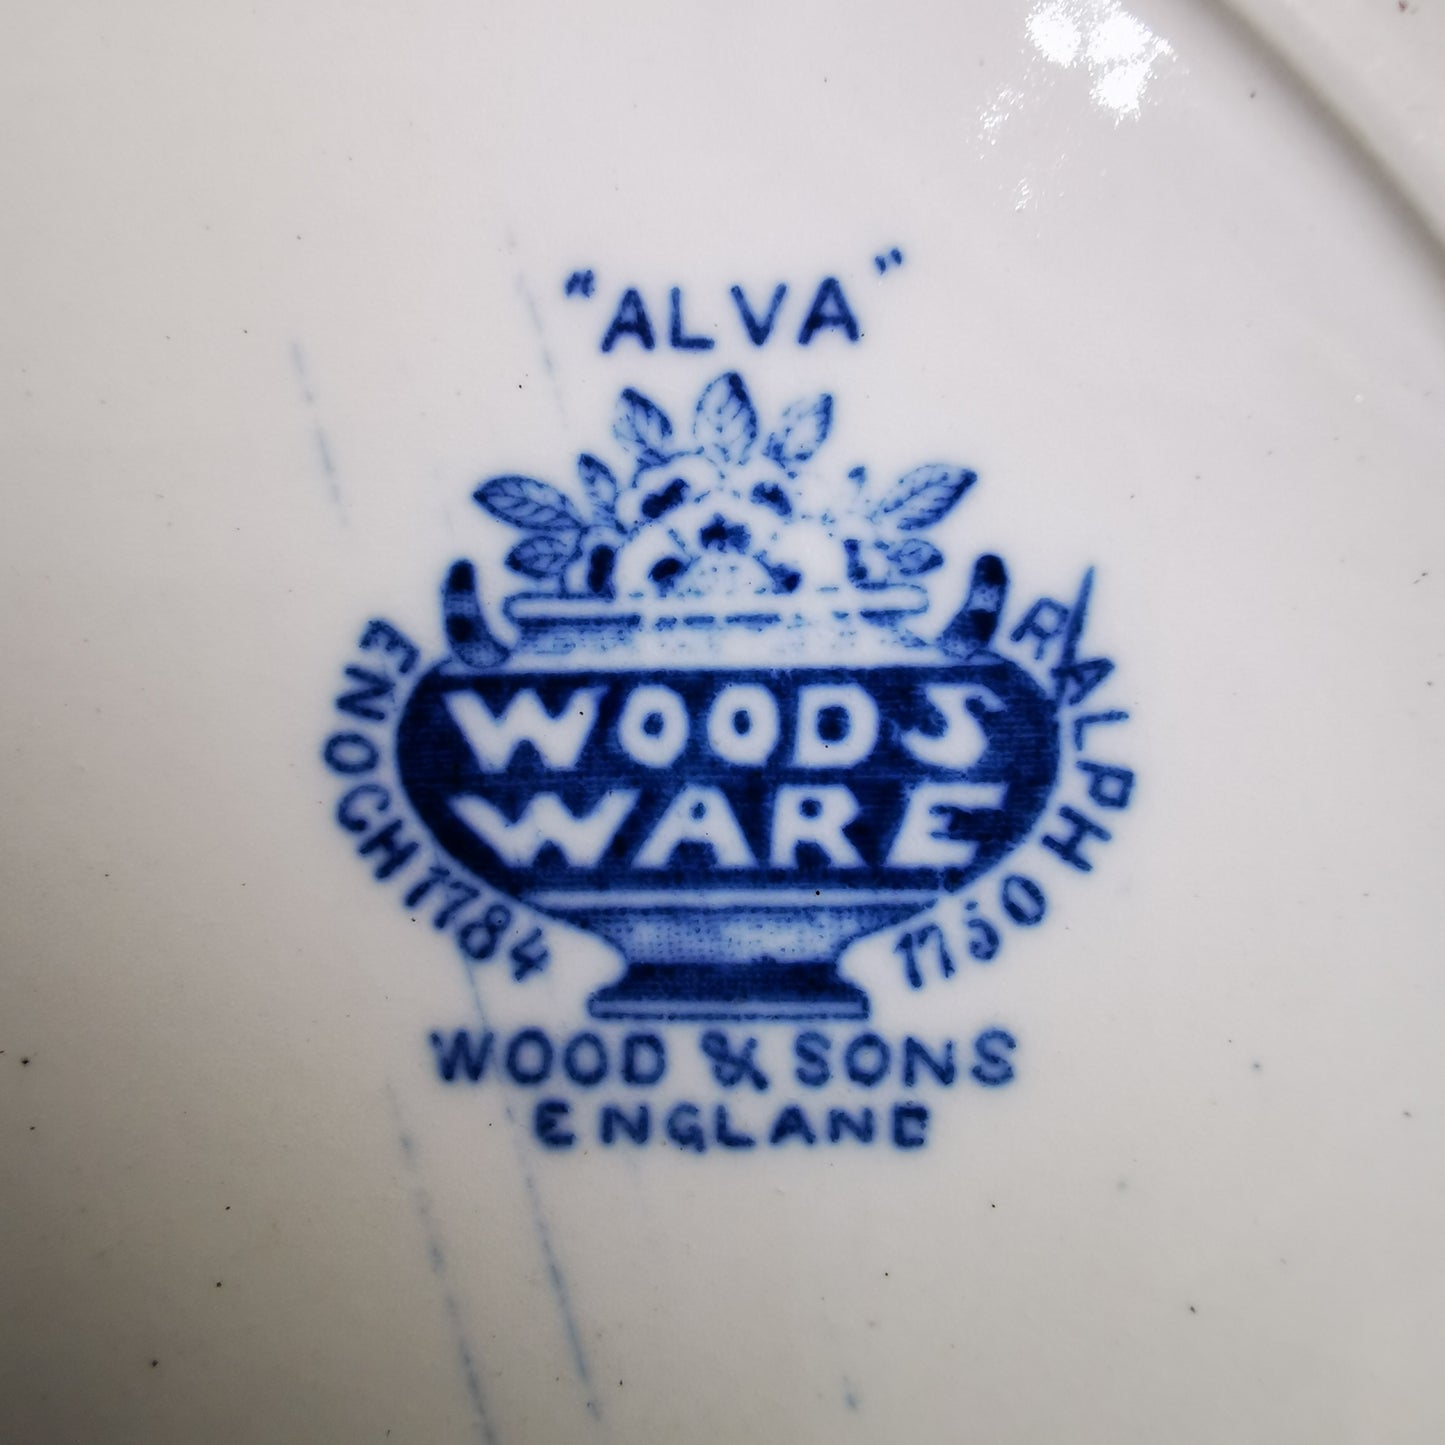 "ALVA"
WOODS
WARE
ENOCH 1784
RALPH 1750
WOOD & SONS
ENGLAND